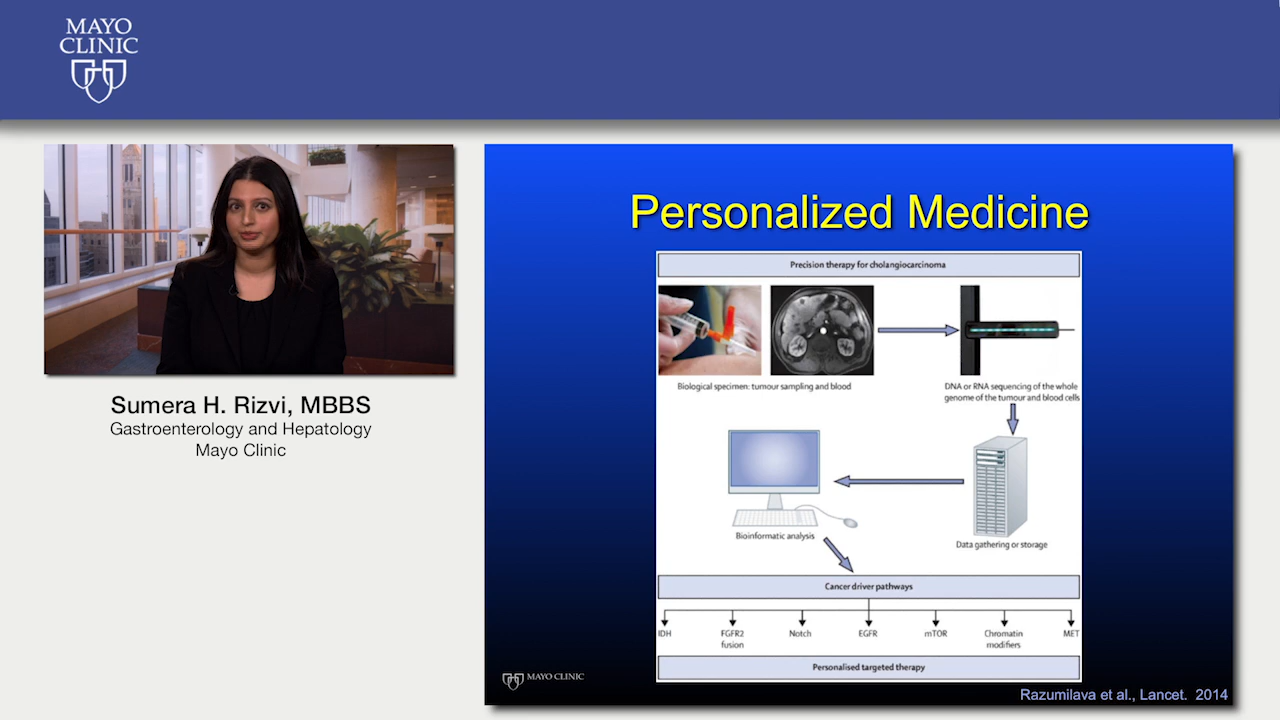 MAYO
CLINIC
Sumera H. Rizvi, MBBS
Gastroenterology and Hepatology
Mayo Clinic
Personalized Medicine
Precision therapy for cholangiocarcinoma
Biological specimen: tumour sampling and blood
DNA or RNA sequencing of the whole
genome of the tumour and blood cells
Bioinformatic analysis
Data gathering or storage
Cancer driver pathways
IDH
FGFR2
fusion
Notch
EGFR
mTOR
Chromatin
modifiers
MET
Personalised targeted therapy
MAYO CLINIC
Razumilava et al., Lancet. 2014